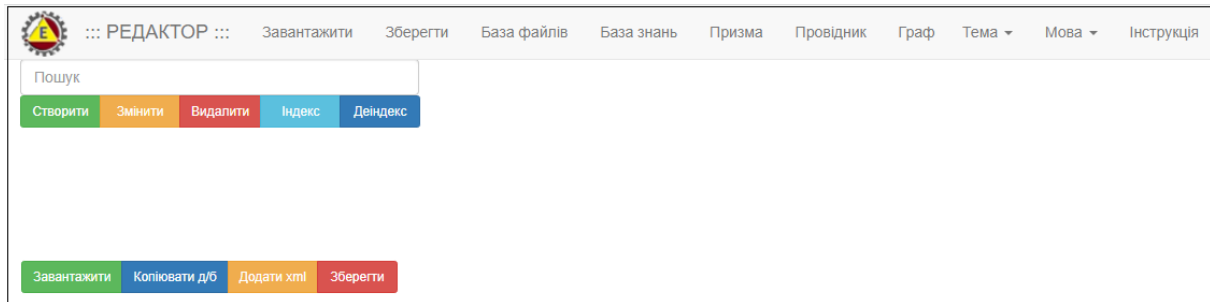 E ::: РЕДАКТОР ::: Завантажити Зберегти База файлів База знань Призма Провідник Граф Тема Мова Інструкція
Пошук
Створити Змінити Видалити Індекс Деіндекс
Завантажити Копіювати д/б Додати xml Зберегти